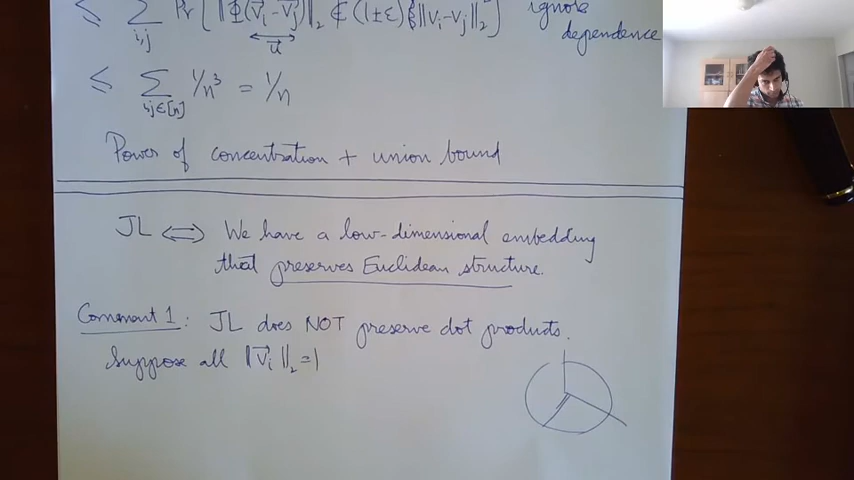 ≤ Σ_{i,j} Pr[ ‖Φ(v⃗_i - v⃗_j)‖_2 ∉ (1±ε) ‖v_i - v_j‖_2 ] ignore
u⃗ dependence
≤ Σ_{i,j∈[n]} 1/n³ = 1/n
Power of concentration + union bound
JL ⟺ We have a low-dimensional embedding
that preserves Euclidean structure.
Comment 1: JL does NOT preserve dot products.
Suppose all ‖v⃗_i‖_2 = 1